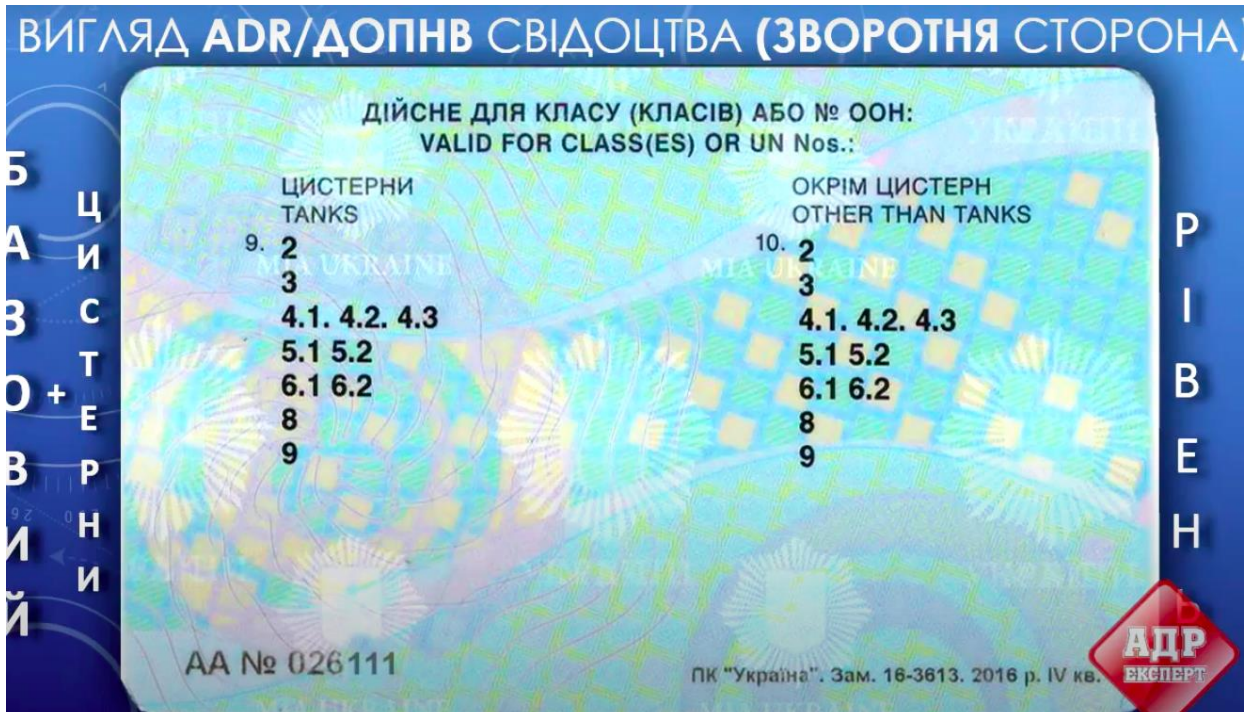 ВИГЛЯД ADR/ДОПНВ СВІДОЦТВА (ЗВОРОТНЯ СТОРОНА)
БАЗОВИЙ
+
ЦИСТЕРНИ
ДІЙСНЕ ДЛЯ КЛАСУ (КЛАСІВ) АБО № ООН:
VALID FOR CLASS(ES) OR UN Nos.:
ЦИСТЕРНИ
TANKS
9. 2
3
4.1. 4.2. 4.3
5.1 5.2
6.1 6.2
8
9
ОКРІМ ЦИСТЕРН
OTHER THAN TANKS
10. 2
3
4.1. 4.2. 4.3
5.1 5.2
6.1 6.2
8
9
MIA UKRAINE
MIA UKRAINE
АА № 026111
ПК "Україна". Зам. 16-3613. 2016 р. IV кв.
РІВЕНЬ
АДР
ЕКСПЕРТ